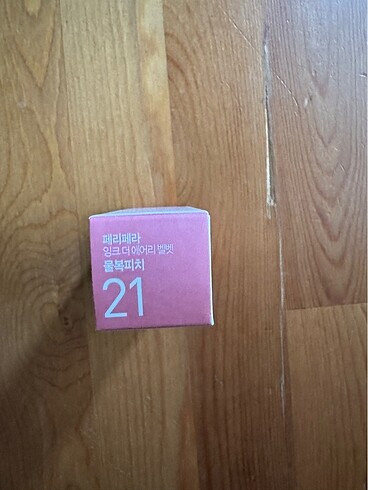 페리페라
잉크 더 에어리 벨벳
물복피치
21